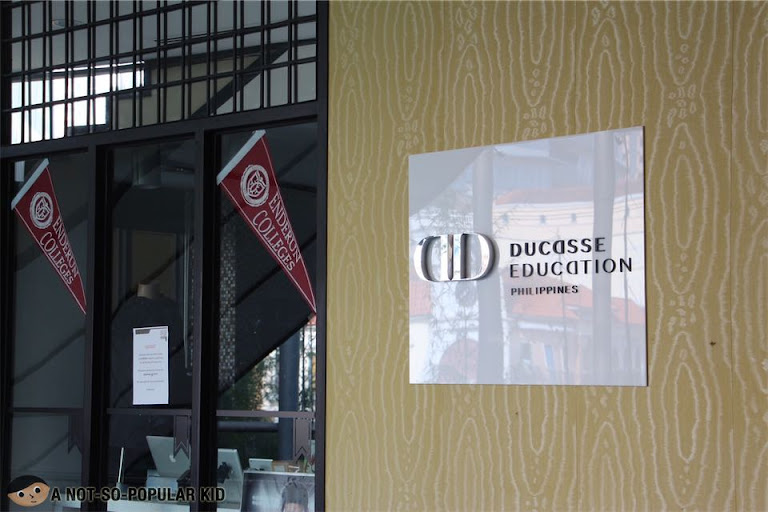 ENDERUN
COLLEGES
ENDERUN
COLLEGES
DUCASSE
EDUCATION
PHILIPPINES
A NOT-SO-POPULAR KID